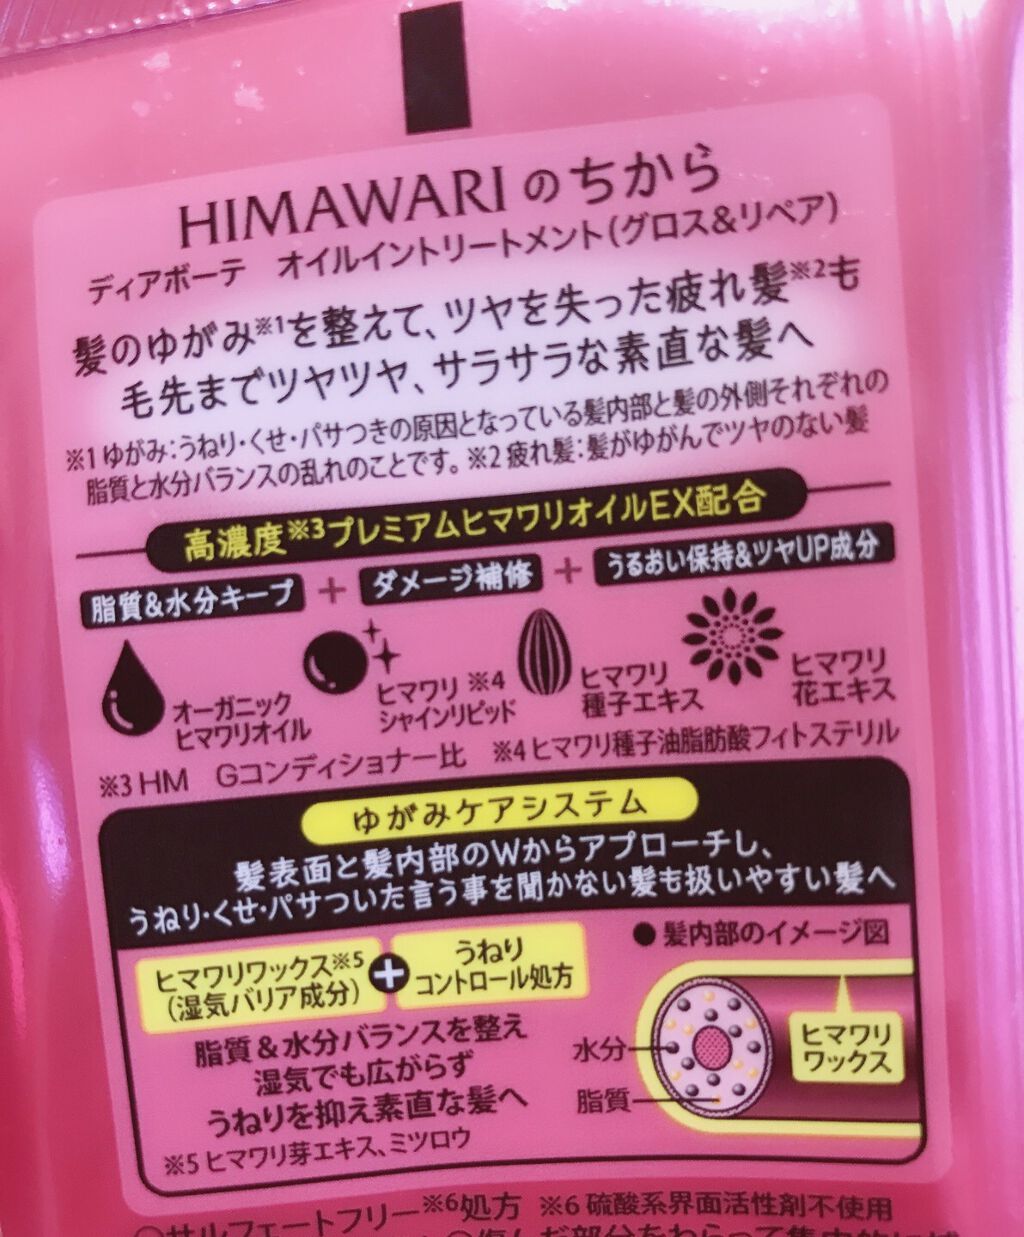 HIMAWARIのちから
ディアボーテ オイルイントリートメント(グロス&リペア)
髪のゆがみ※1を整えて、ツヤを失った疲れ髪※2も
毛先までツヤツヤ、サラサラな素直な髪へ
※1 ゆがみ:うねり・くせ・パサつきの原因となっている髪内部と髪の外側それぞれの
脂質と水分バランスの乱れのことです。※2 疲れ髪:髪がゆがんでツヤのない髪
高濃度※3プレミアムヒマワリオイルEX配合
脂質&水分キープ + ダメージ補修 + うるおい保持&ツヤUP成分
オーガニック
ヒマワリオイル
ヒマワリ ※4
シャインリピッド
ヒマワリ
種子エキス
ヒマワリ
花エキス
※3 HM Gコンディショナー比 ※4 ヒマワリ種子油脂肪酸フィトステリル
ゆがみケアシステム
髪表面と髪内部のWからアプローチし、
うねり・くせ・パサついた言う事を聞かない髪も扱いやすい髪へ
ヒマワリワックス※5
(湿気バリア成分)
+
うねり
コントロール処方
脂質&水分バランスを整え
湿気でも広がらず
うねりを抑え素直な髪へ
※5 ヒマワリ芽エキス、ミツロウ
●髪内部のイメージ図
水分
脂質
ヒマワリ
ワックス
○サルフェートフリー※6処方 ※6 硫酸系界面活性剤不使用